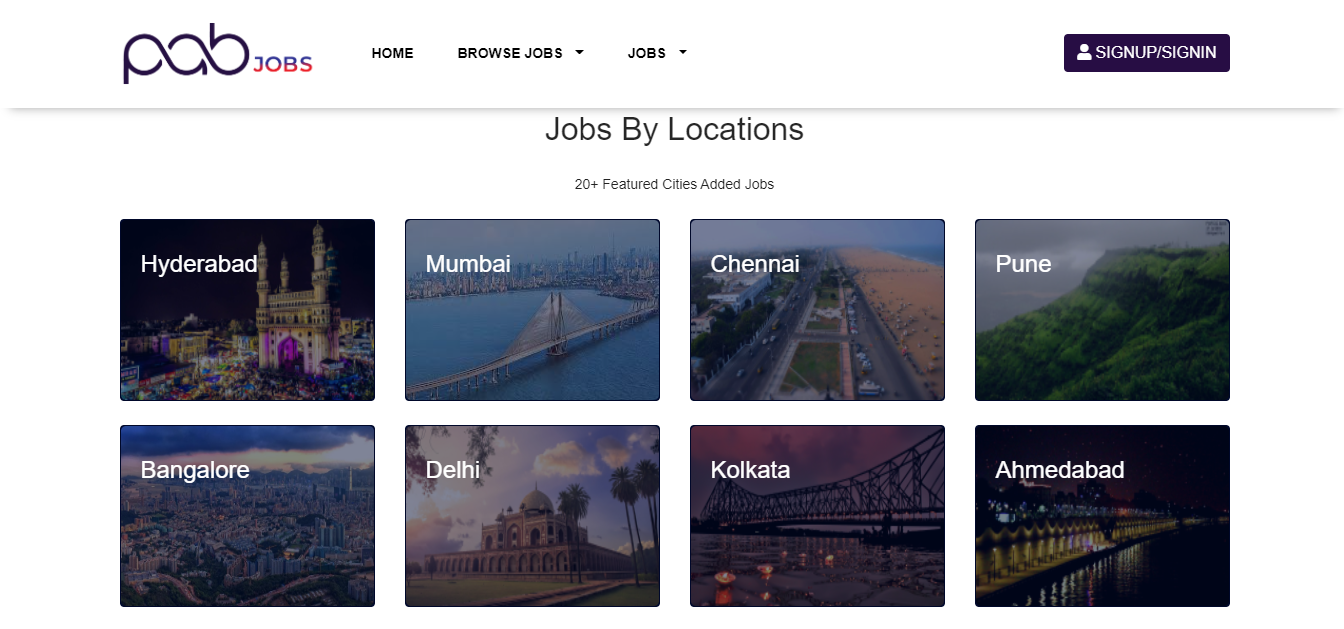 pab JOBS
HOME
BROWSE JOBS
JOBS
SIGNUP/SIGNIN
Jobs By Locations
20+ Featured Cities Added Jobs
Hyderabad
Mumbai
Chennai
Pune
Bangalore
Delhi
Kolkata
Ahmedabad